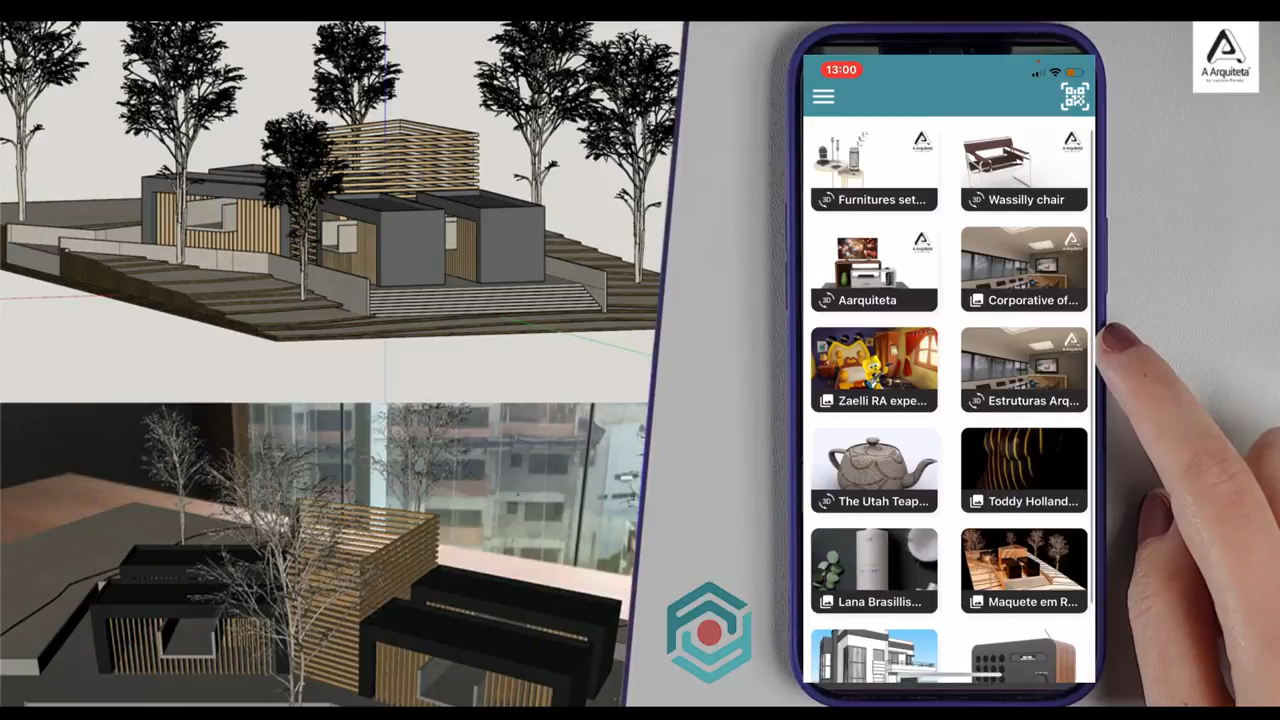 A Arquiteta
13:00
Furnitures set...
Wassilly chair
Aarquiteta
Corporative of...
Zaelli RA expe...
Estruturas Arq...
The Utah Teap...
Toddy Holland...
Lana Brasillis...
Maquete em R...